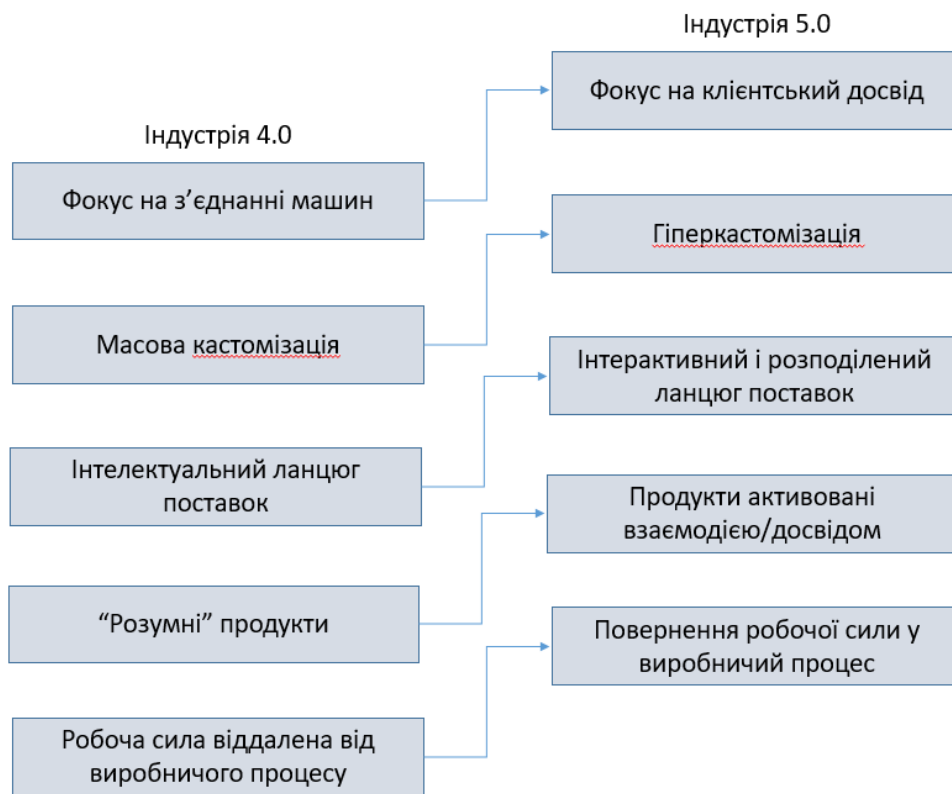 Індустрія 5.0
Фокус на клієнтський досвід
Індустрія 4.0
Фокус на з’єднанні машин
Гіперкастомізація
Масова кастомізація
Інтерактивний і розподілений
ланцюг поставок
Інтелектуальний ланцюг
поставок
Продукти активовані
взаємодією/досвідом
“Розумні” продукти
Повернення робочої сили у
виробничий процес
Робоча сила віддалена від
виробничого процесу